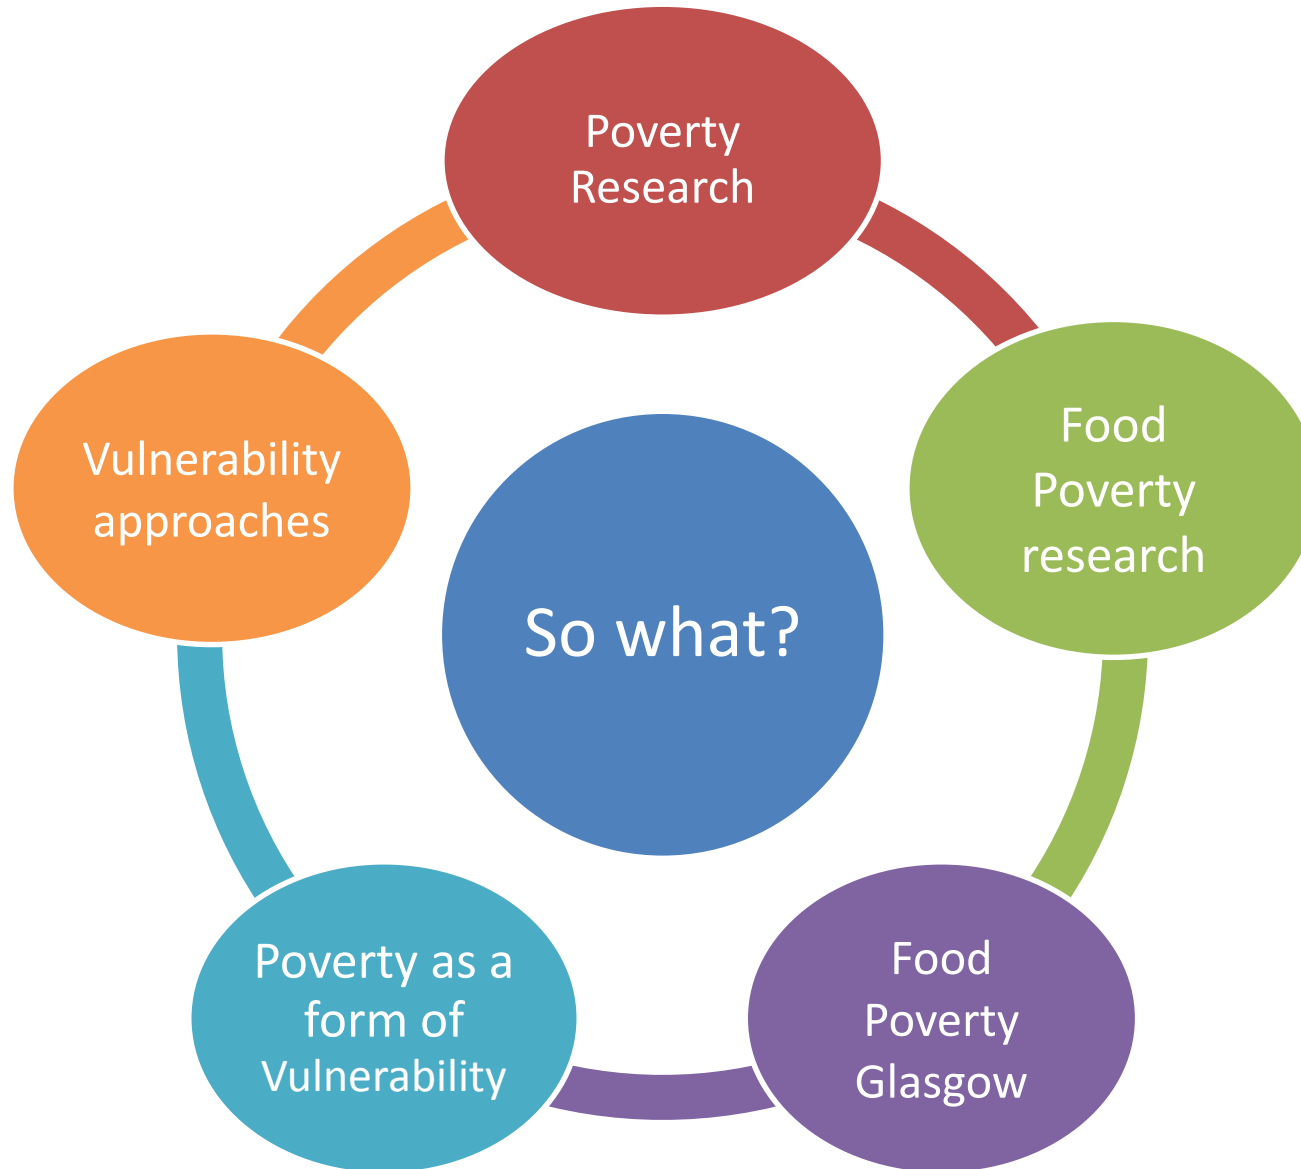 Poverty
Research
Food
Poverty
research
Vulnerability
approaches
So what?
Poverty as a
form of
Vulnerability
Food
Poverty
Glasgow